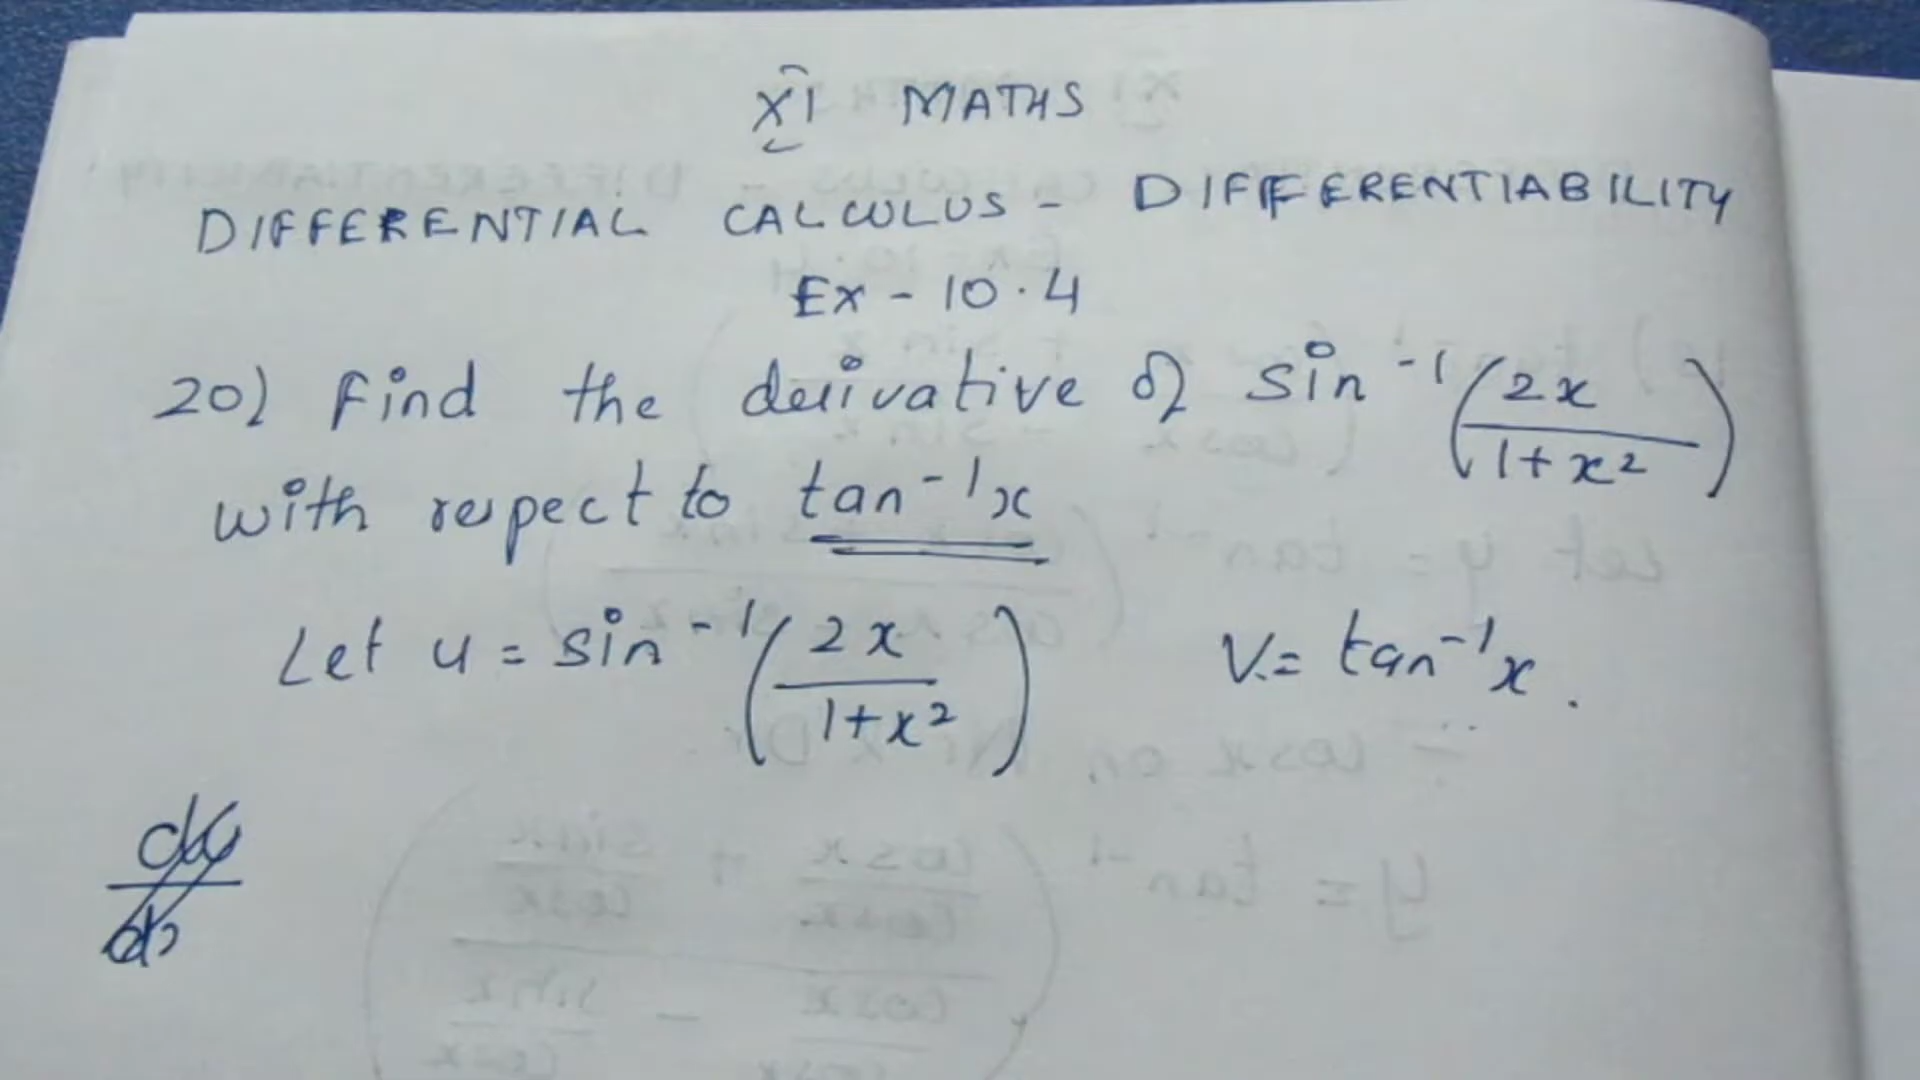 XI MATHS
DIFFERENTIAL CALCULUS - DIFFERENTIABILITY
Ex - 10.4
20) Find the derivative of sin⁻¹(2x/(1+x²))
with respect to tan⁻¹x
Let u = sin⁻¹(2x/(1+x²)) V = tan⁻¹x.